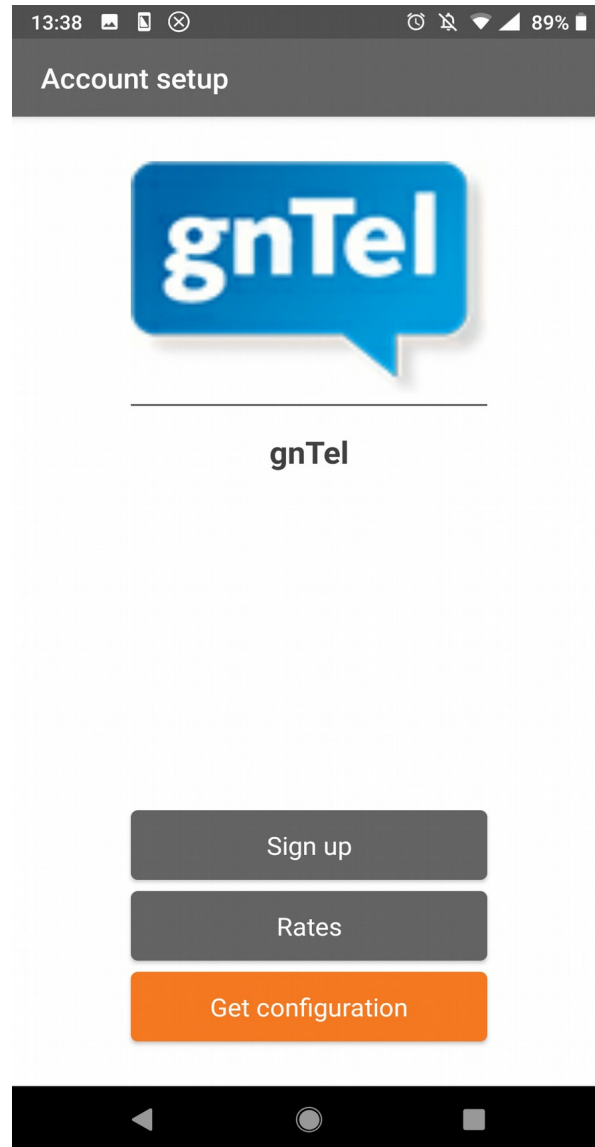 13:38 89%
Account setup
gnTel
gnTel
Sign up
Rates
Get configuration